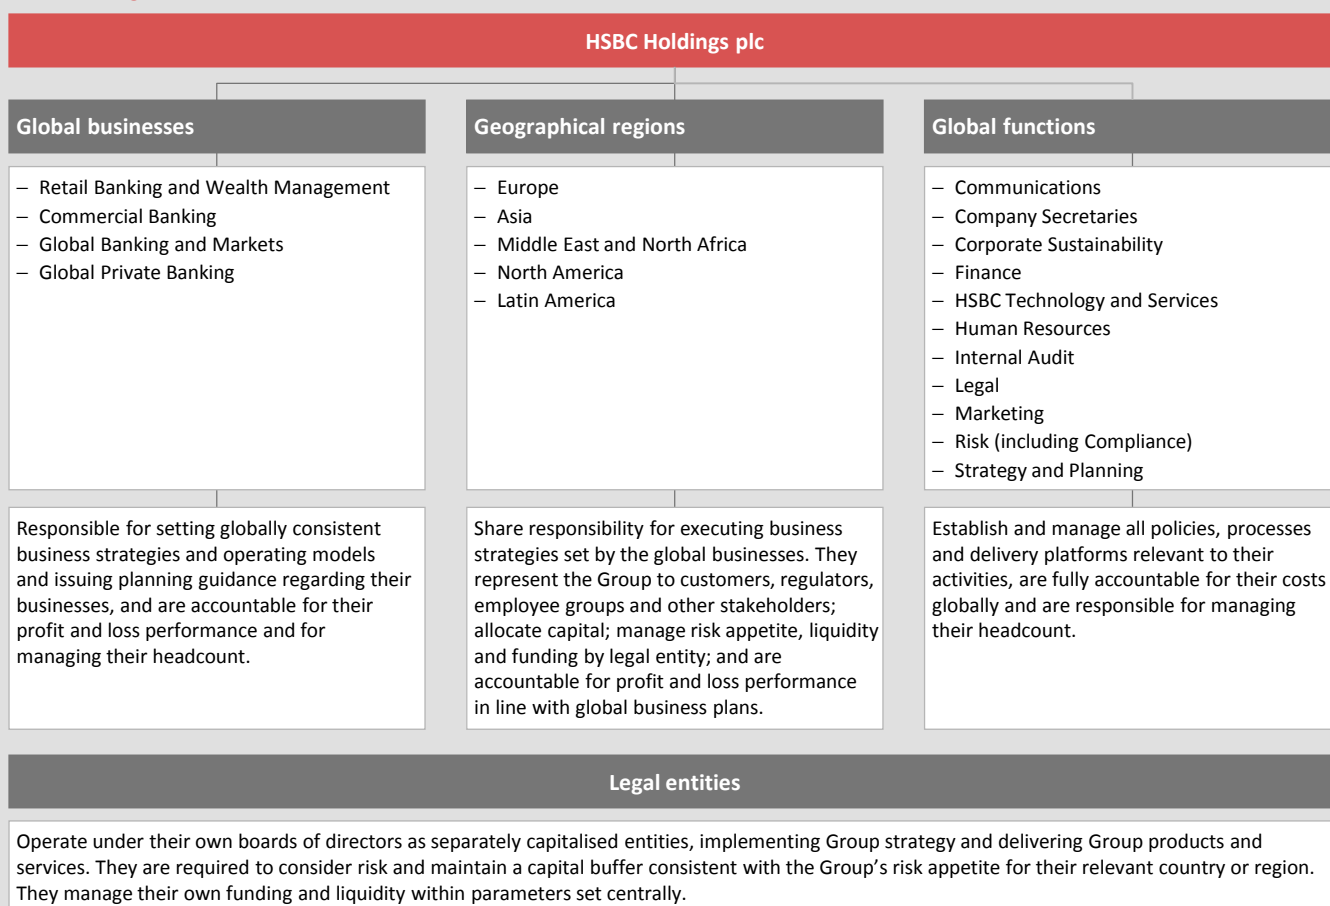 HSBC Holdings plc
Global businesses
– Retail Banking and Wealth Management
– Commercial Banking
– Global Banking and Markets
– Global Private Banking
Responsible for setting globally consistent
business strategies and operating models
and issuing planning guidance regarding their
businesses, and are accountable for their
profit and loss performance and for
managing their headcount.
Geographical regions
– Europe
– Asia
– Middle East and North Africa
– North America
– Latin America
Share responsibility for executing business
strategies set by the global businesses. They
represent the Group to customers, regulators,
employee groups and other stakeholders;
allocate capital; manage risk appetite, liquidity
and funding by legal entity; and are
accountable for profit and loss performance
in line with global business plans.
Global functions
– Communications
– Company Secretaries
– Corporate Sustainability
– Finance
– HSBC Technology and Services
– Human Resources
– Internal Audit
– Legal
– Marketing
– Risk (including Compliance)
– Strategy and Planning
Establish and manage all policies, processes
and delivery platforms relevant to their
activities, are fully accountable for their costs
globally and are responsible for managing
their headcount.
Legal entities
Operate under their own boards of directors as separately capitalised entities, implementing Group strategy and delivering Group products and
services. They are required to consider risk and maintain a capital buffer consistent with the Group’s risk appetite for their relevant country or region.
They manage their own funding and liquidity within parameters set centrally.